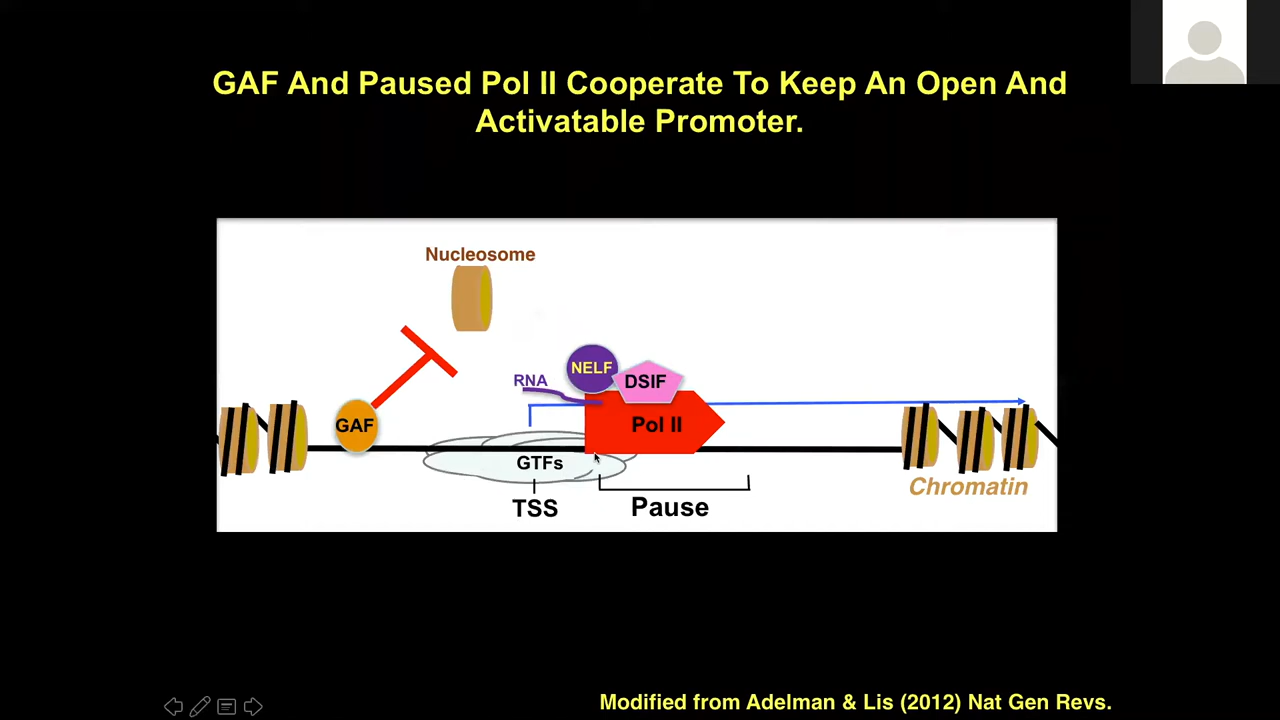 GAF And Paused Pol II Cooperate To Keep An Open And
Activatable Promoter.
Nucleosome
RNA
NELF
DSIF
GAF
Pol II
GTFs
TSS
Pause
Chromatin
Modified from Adelman & Lis (2012) Nat Gen Revs.